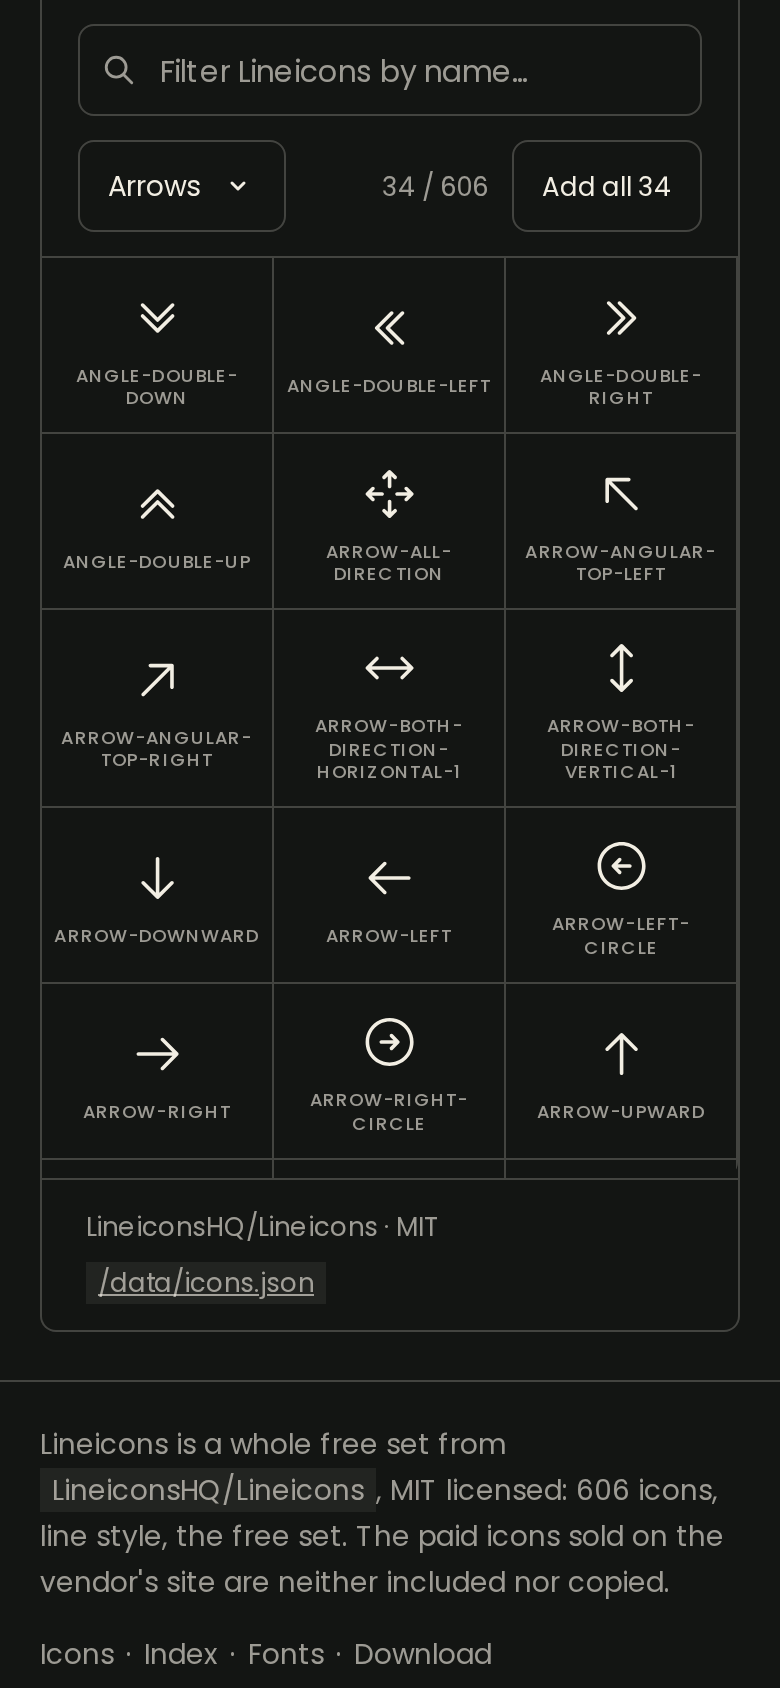 Filter Lineicons by name...
Arrows
34 / 606
Add all 34
ANGLE-DOUBLE-
DOWN
ANGLE-DOUBLE-LEFT
ANGLE-DOUBLE-
RIGHT
ANGLE-DOUBLE-UP
ARROW-ALL-
DIRECTION
ARROW-ANGULAR-
TOP-LEFT
ARROW-ANGULAR-
TOP-RIGHT
ARROW-BOTH-
DIRECTION-
HORIZONTAL-1
ARROW-BOTH-
DIRECTION-
VERTICAL-1
ARROW-DOWNWARD
ARROW-LEFT
ARROW-LEFT-
CIRCLE
ARROW-RIGHT
ARROW-RIGHT-
CIRCLE
ARROW-UPWARD
LineiconsHQ/Lineicons · MIT
/data/icons.json
Lineicons is a whole free set from
LineiconsHQ/Lineicons, MIT licensed: 606 icons,
line style, the free set. The paid icons sold on the
vendor's site are neither included nor copied.
Icons · Index · Fonts · Download